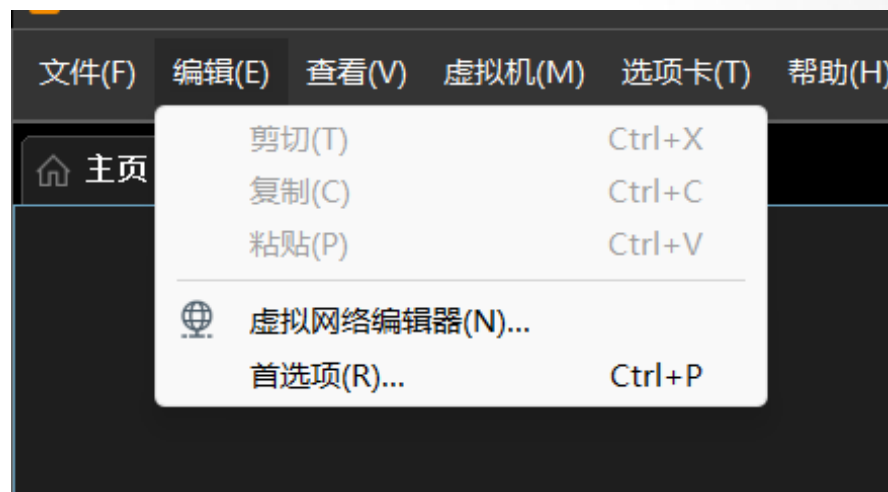 文件(F) 编辑(E) 查看(V) 虚拟机(M) 选项卡(T) 帮助(H)
主页
剪切(T) Ctrl+X
复制(C) Ctrl+C
粘贴(P) Ctrl+V
虚拟网络编辑器(N)...
首选项(R)... Ctrl+P